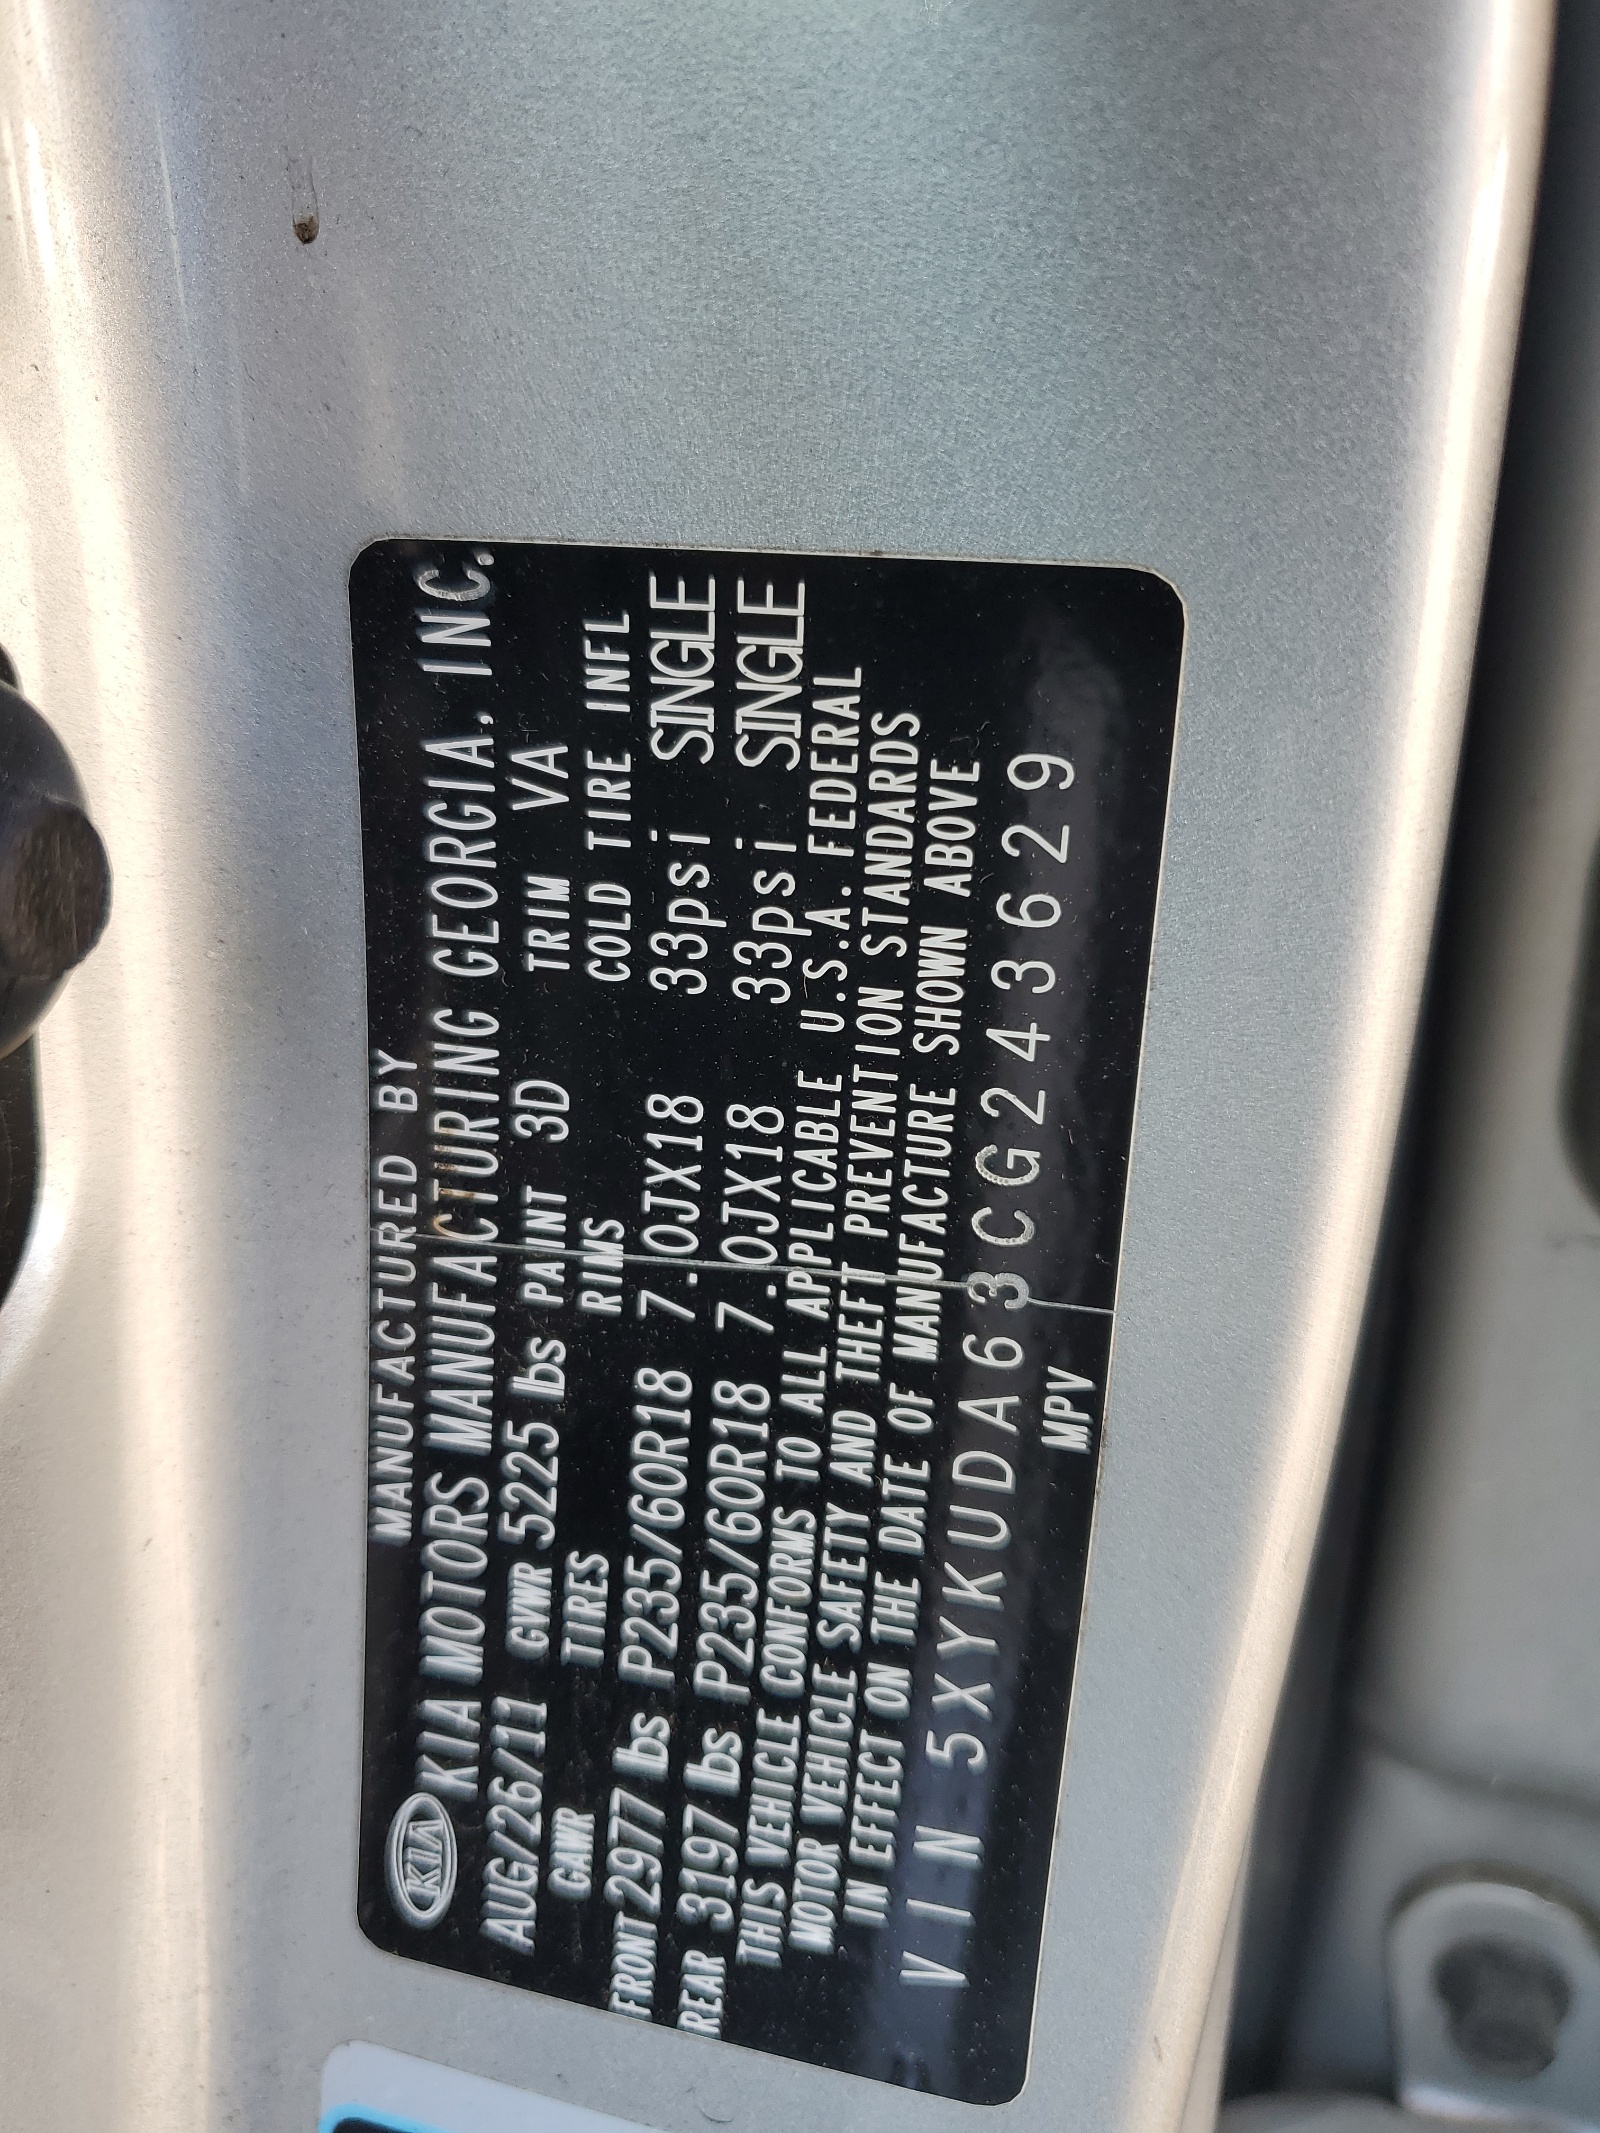 MANUFACTURED BY
KIA KIA MOTORS MANUFACTURING GEORGIA, INC.
AUG/26/11 GVWR 5225 lbs PAINT 3D TRIM VA
GAWR TIRES RIMS COLD TIRE INFL
FRONT 2977 lbs P235/60R18 7.0JX18 33psi SINGLE
REAR 3197 lbs P235/60R18 7.0JX18 33psi SINGLE
THIS VEHICLE CONFORMS TO ALL APPLICABLE U.S.A. FEDERAL
MOTOR VEHICLE SAFETY AND THEFT PREVENTION STANDARDS
IN EFFECT ON THE DATE OF MANUFACTURE SHOWN ABOVE
VIN 5XYKUDA63CG243629
MPV